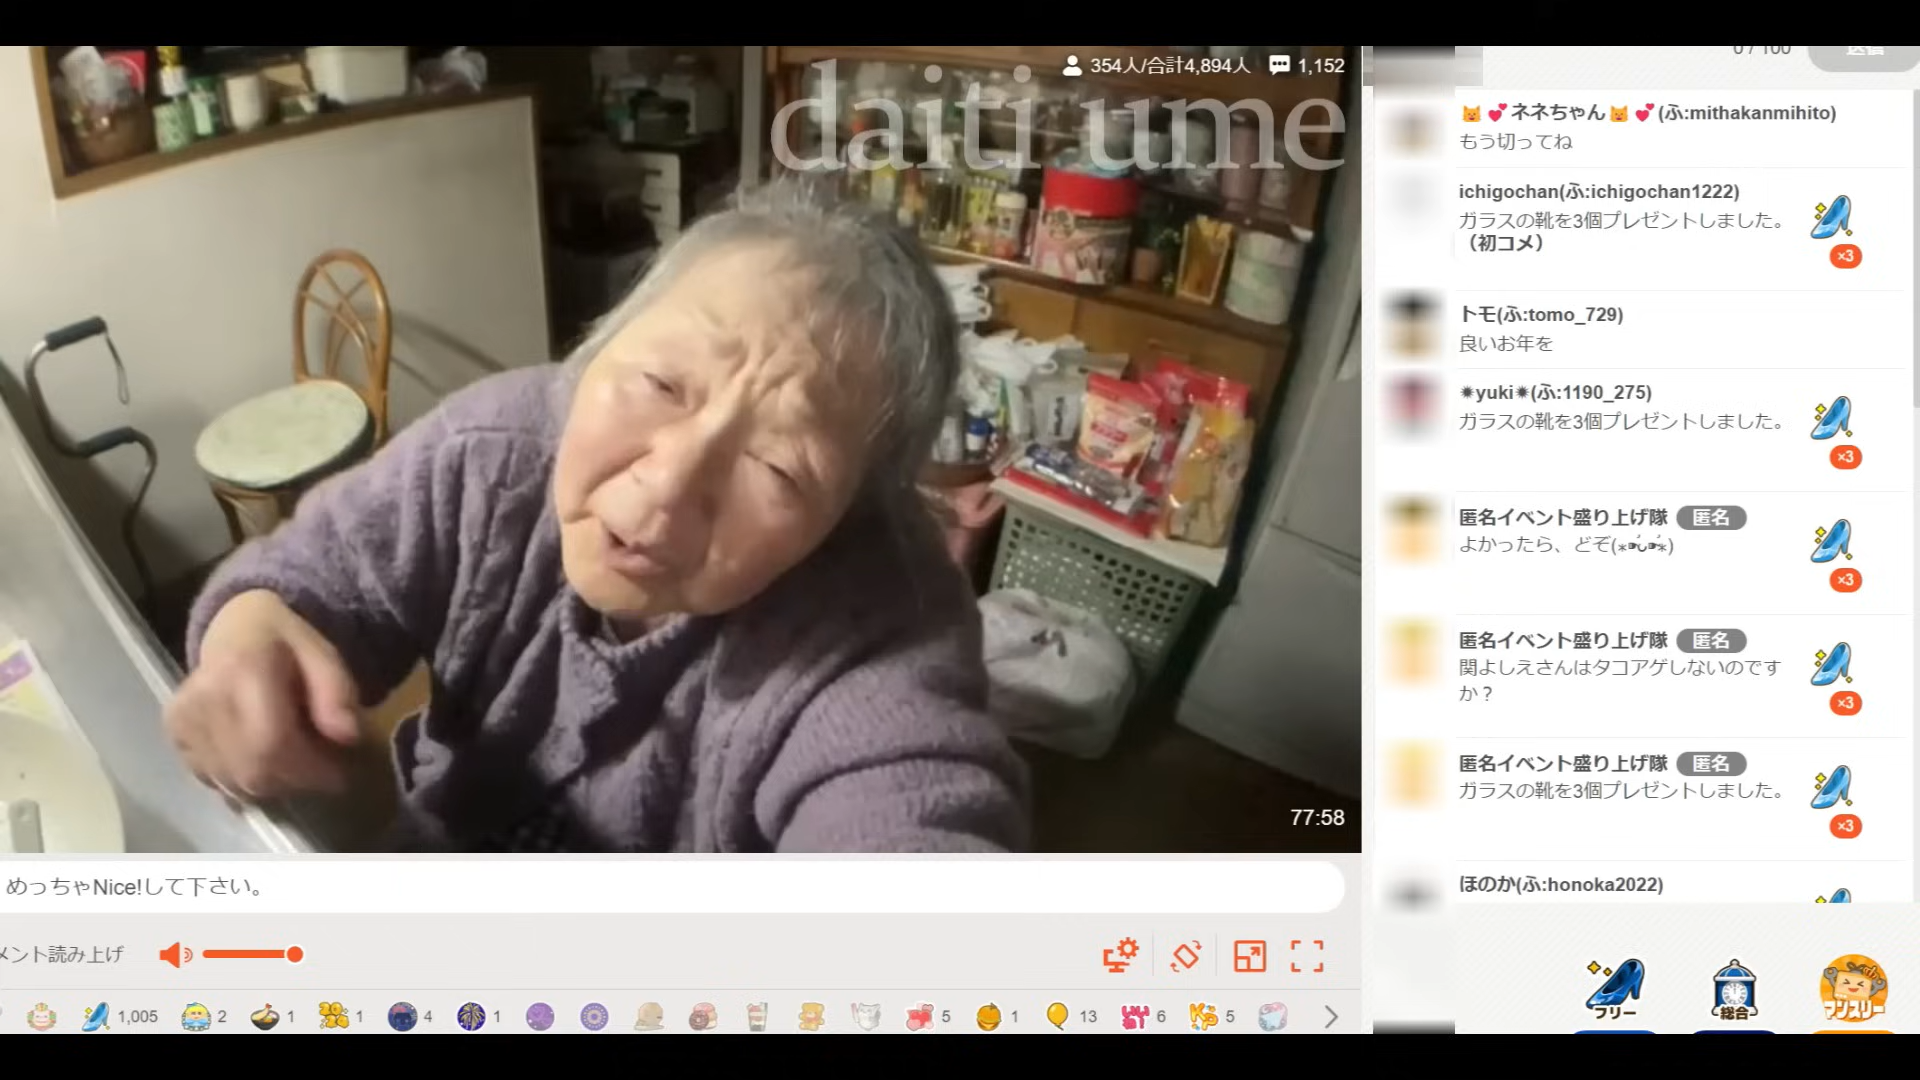 354人/合計4,894人 1,152
daiti ume
77:58
めっちゃNice!して下さい。
メント読み上げ
1,005 2 1 1 4 1 5 1 13 6 5
0 / 100 送信
🐱💕ネネちゃん🐱💕(ふ:mithakanmihito)
もう切ってね
ichigochan(ふ:ichigochan1222)
ガラスの靴を3個プレゼントしました。
（初コメ）
×3
トモ(ふ:tomo_729)
良いお年を
✷yuki✷(ふ:1190_275)
ガラスの靴を3個プレゼントしました。
×3
匿名イベント盛り上げ隊 匿名
よかったら、どぞ
×3
匿名イベント盛り上げ隊 匿名
関よしえさんはタコアゲしないのです
か？
×3
匿名イベント盛り上げ隊 匿名
ガラスの靴を3個プレゼントしました。
×3
ほのか(ふ:honoka2022)
フリー 総合 マンスリー